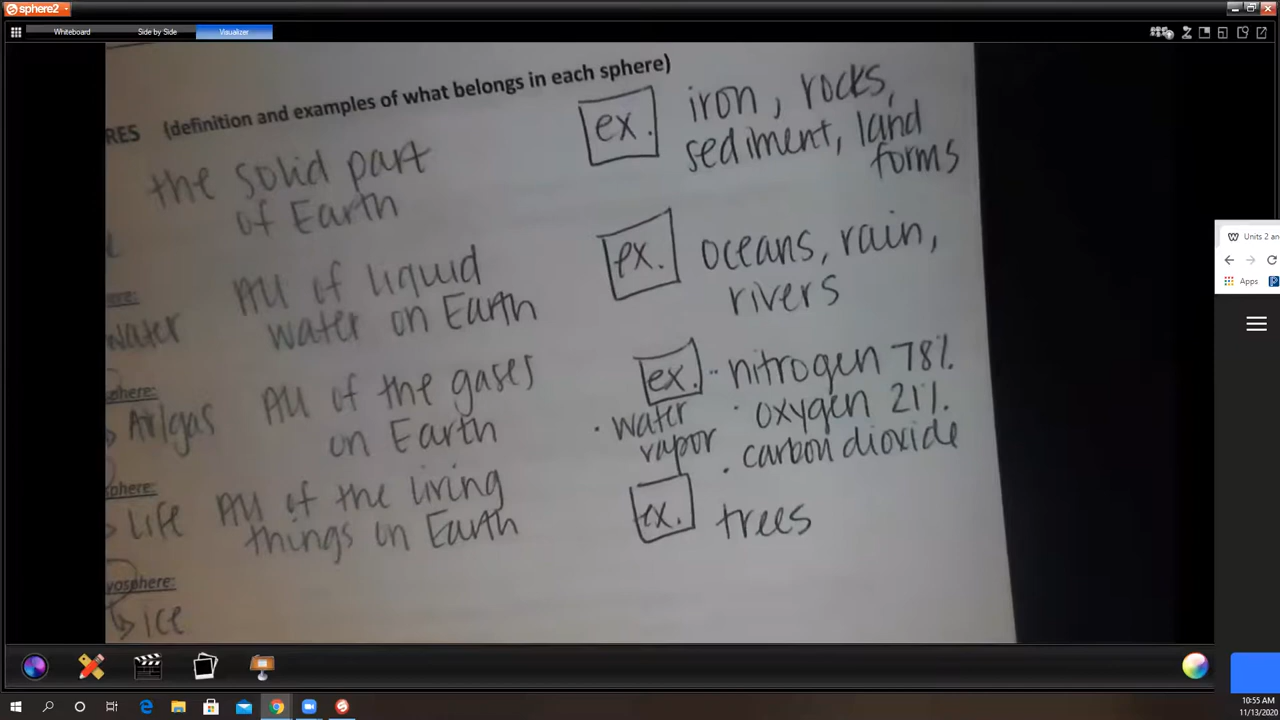 sphere2
Whiteboard
Side by Side
Visualizer
RES (definition and examples of what belongs in each sphere)
the solid part
of Earth
ex.
iron, rocks,
sediment, land
forms
water
All of liquid
water on Earth
ex.
oceans, rain,
rivers
sphere:
Air/gas
All of the gases
on Earth
ex.
· nitrogen 78%
· oxygen 21%
· carbon dioxide
· water
vapor
sphere:
Life
All of the living
things on Earth
ex.
trees
yosphere:
ice
Units 2 an
Apps
10:55 AM
11/13/2020